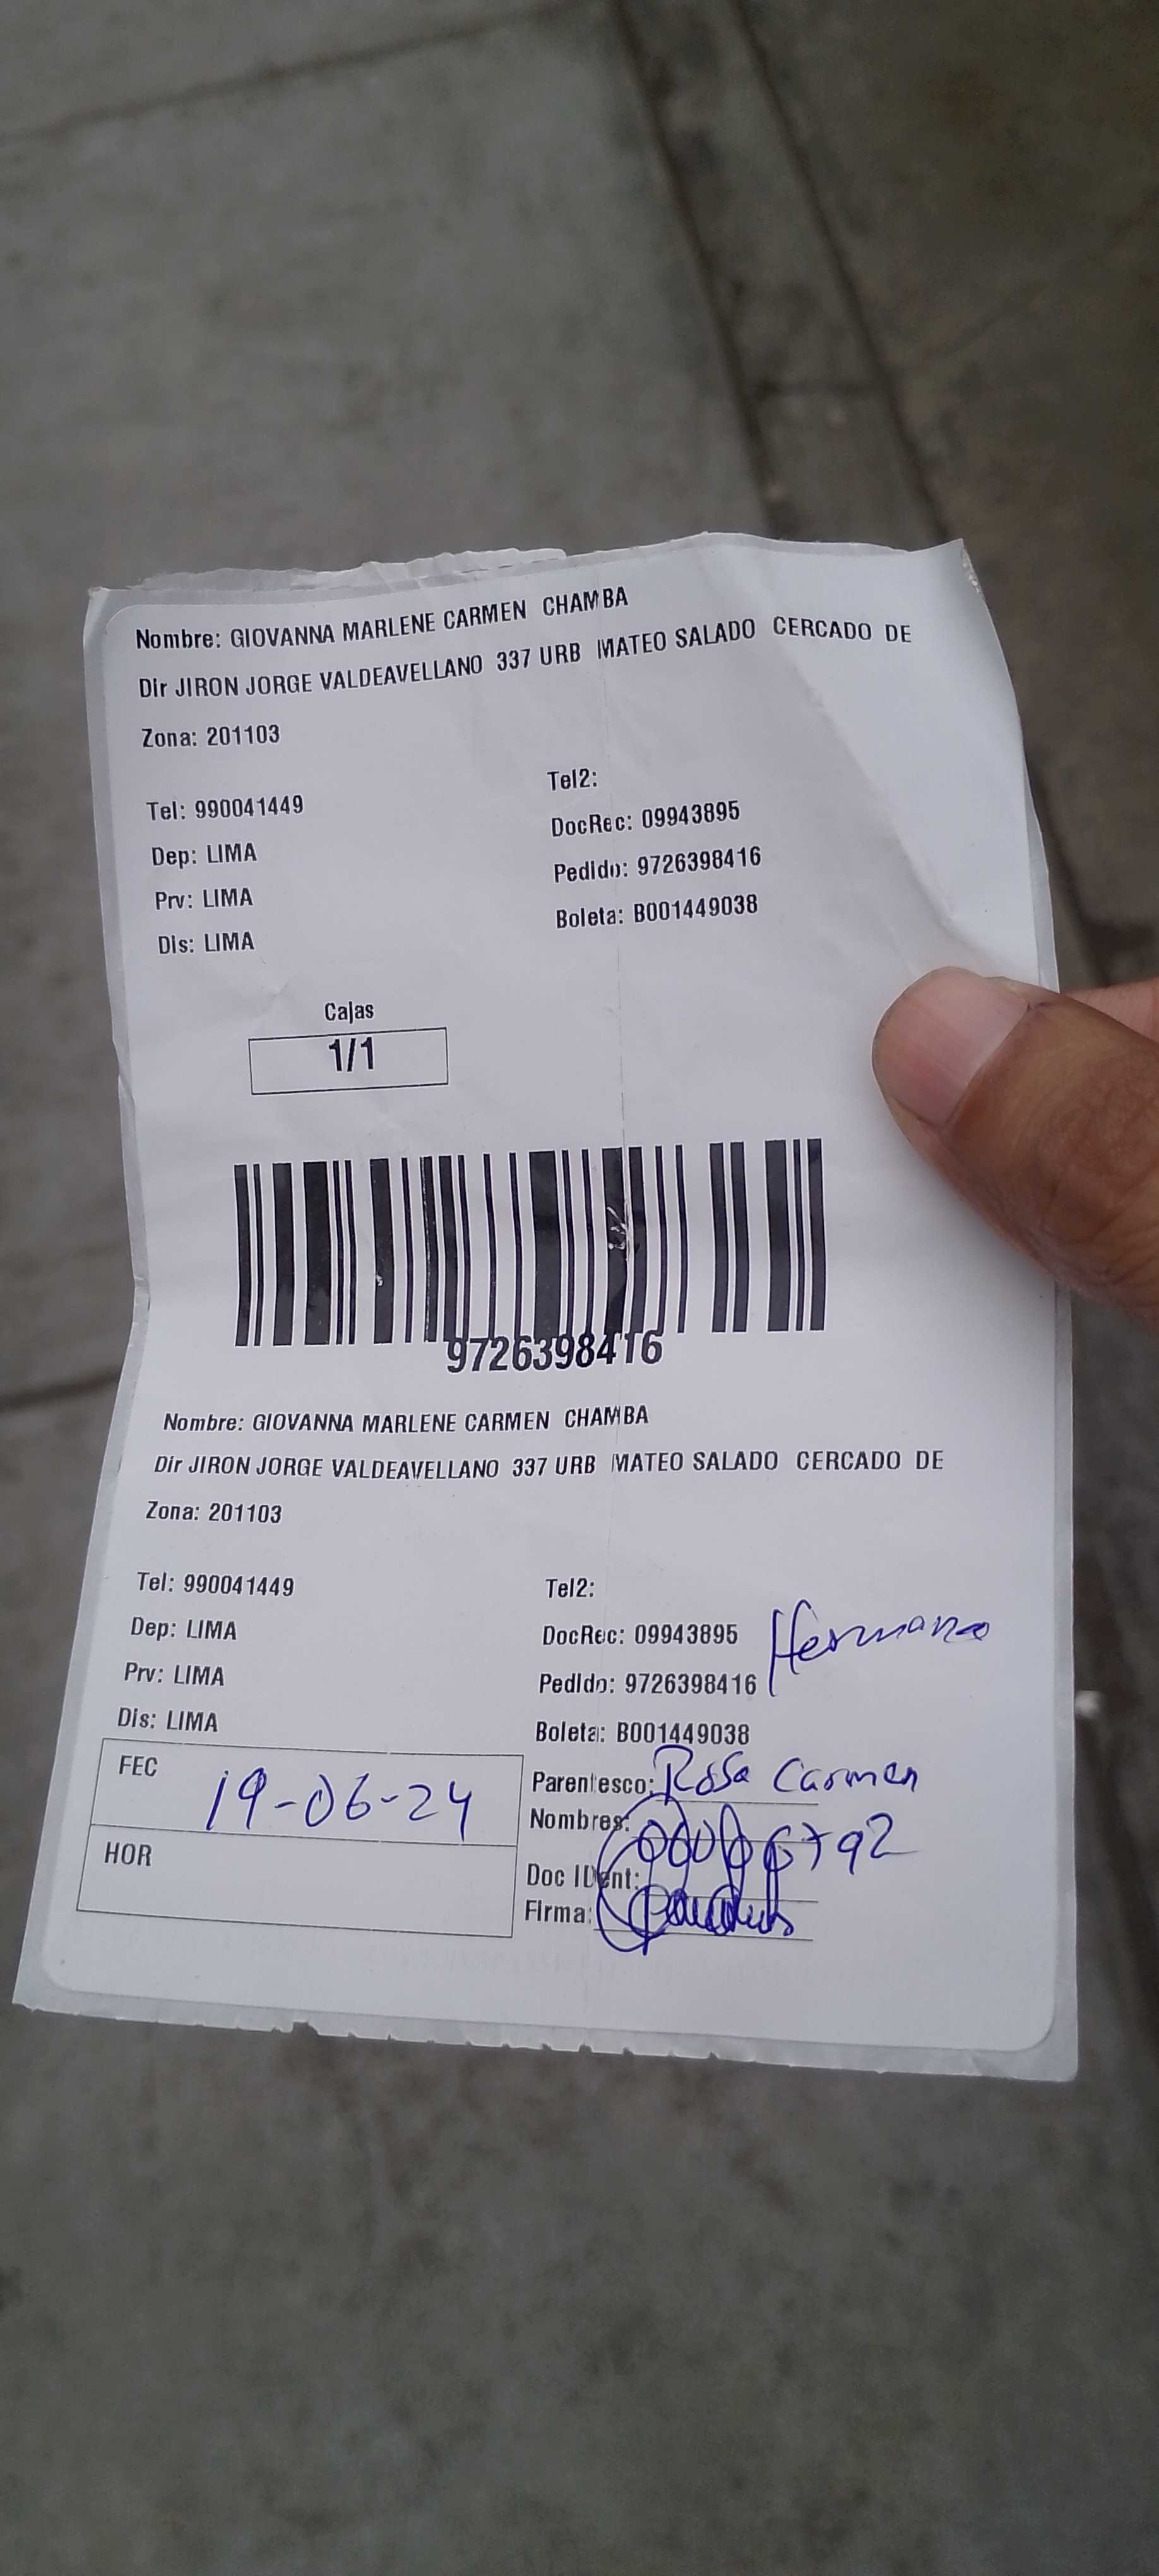 Nombre: GIOVANNA MARLENE CARMEN CHAMBA
Dir JIRON JORGE VALDEAVELLANO 337 URB MATEO SALADO CERCADO DE
Zona: 201103
Tel2:
Tel: 990041449
DocRec: 09943895
Dep: LIMA
Pedido: 9726398416
Prv: LIMA
Boleta: B001449038
Dis: LIMA
Cajas
1/1
9726398416
Nombre: GIOVANNA MARLENE CARMEN CHAMBA
Dir JIRON JORGE VALDEAVELLANO 337 URB MATEO SALADO CERCADO DE
Zona: 201103
Tel: 990041449 Tel2:
Dep: LIMA DocRec: 09943895 Hermana
Prv: LIMA Pedido: 9726398416
Dis: LIMA Boleta: B001449038
FEC 19-06-24
HOR
Parentesco: Rosa Carmen
Nombres:
Doc IDent:
Firma: